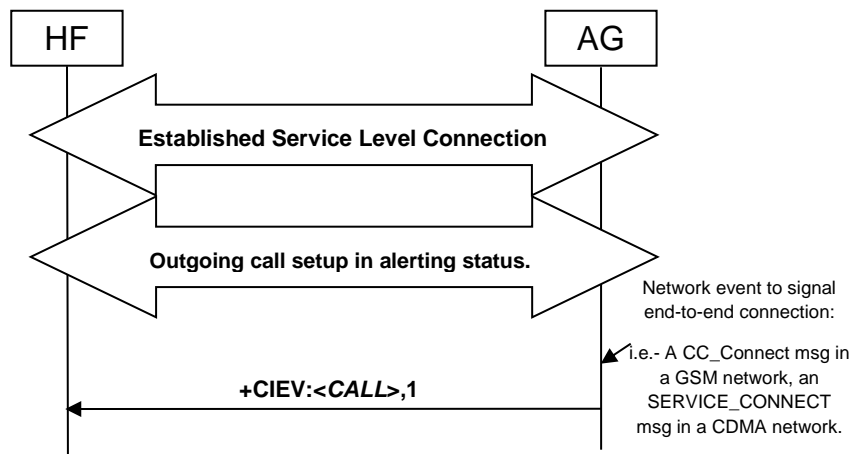 HF
AG
Established Service Level Connection
Outgoing call setup in alerting status.
Network event to signal
end-to-end connection:
i.e.- A CC_Connect msg in
a GSM network, an
SERVICE_CONNECT
msg in a CDMA network.
+CIEV:<CALL>,1